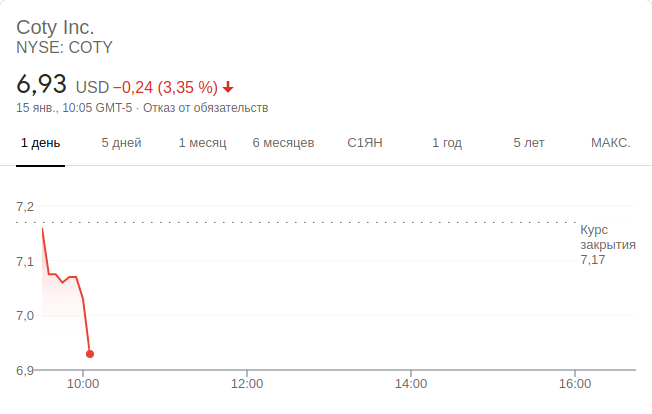 Coty Inc.
NYSE: COTY
6,93 USD −0,24 (3,35 %)
15 янв., 10:05 GMT-5 · Отказ от обязательств
1 день 5 дней 1 месяц 6 месяцев С1ЯН 1 год 5 лет МАКС.
7,2
Курс
закрытия
7,17
7,1
7,0
6,9
10:00 12:00 14:00 16:00